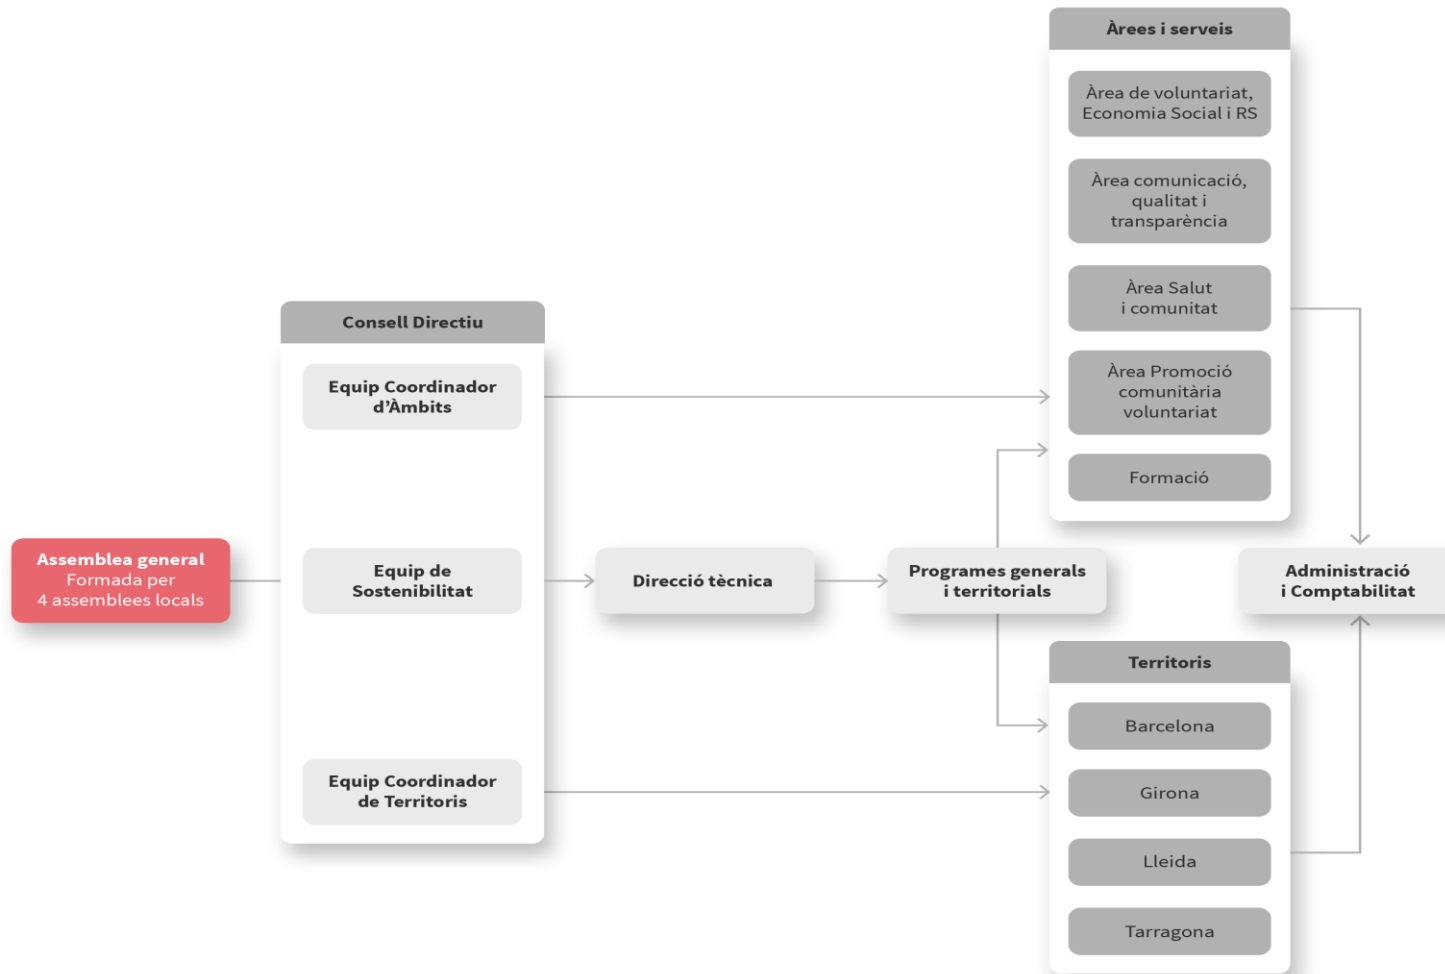 Àrees i serveis
Àrea de voluntariat,
Economia Social i RS
Àrea comunicació,
qualitat i
transparència
Àrea Salut
i comunitat
Àrea Promoció
comunitària
voluntariat
Formació
Consell Directiu
Equip Coordinador
d’Àmbits
Equip de
Sostenibilitat
Equip Coordinador
de Territoris
Assemblea general
Formada per
4 assemblees locals
Direcció tècnica
Programes generals
i territorials
Administració
i Comptabilitat
Territoris
Barcelona
Girona
Lleida
Tarragona